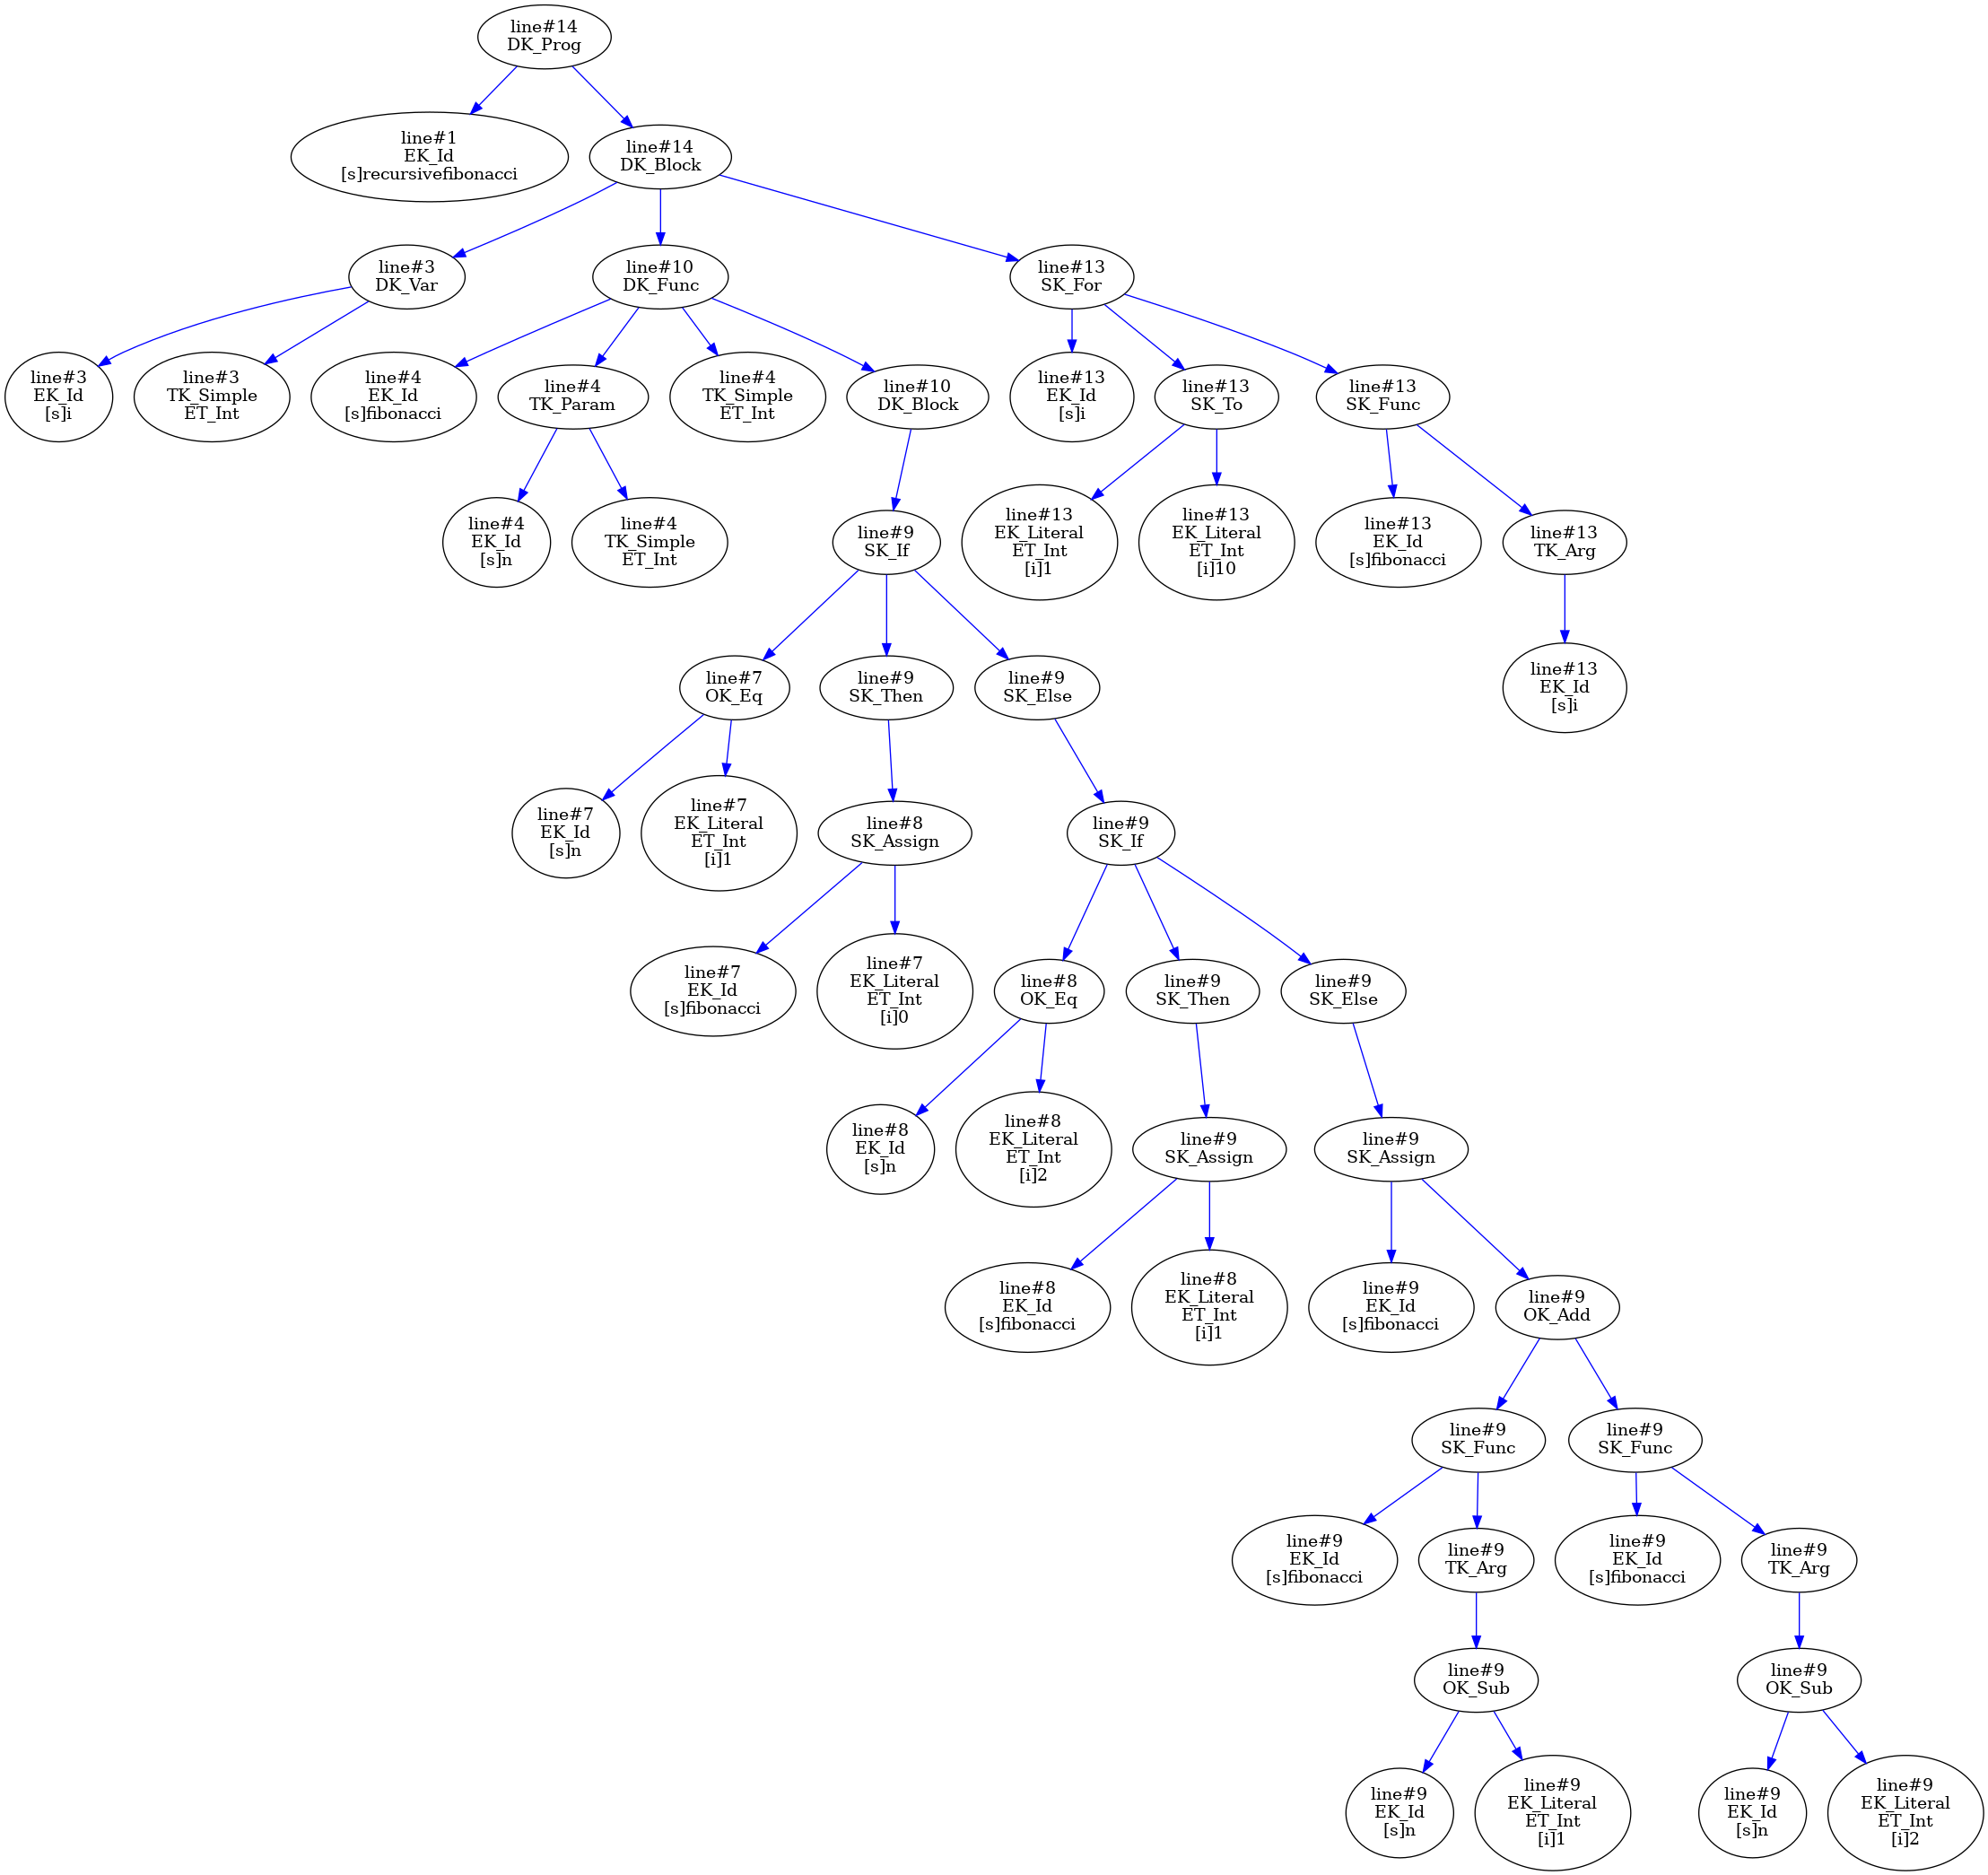 line#14
DK_Prog
line#1
EK_Id
[s]recursivefibonacci
line#14
DK_Block
line#3
DK_Var
line#10
DK_Func
line#13
SK_For
line#3
EK_Id
[s]i
line#3
TK_Simple
ET_Int
line#4
EK_Id
[s]fibonacci
line#4
TK_Param
line#4
TK_Simple
ET_Int
line#10
DK_Block
line#13
EK_Id
[s]i
line#13
SK_To
line#13
SK_Func
line#4
EK_Id
[s]n
line#4
TK_Simple
ET_Int
line#9
SK_If
line#13
EK_Literal
ET_Int
[i]1
line#13
EK_Literal
ET_Int
[i]10
line#13
EK_Id
[s]fibonacci
line#13
TK_Arg
line#7
OK_Eq
line#9
SK_Then
line#9
SK_Else
line#13
EK_Id
[s]i
line#7
EK_Id
[s]n
line#7
EK_Literal
ET_Int
[i]1
line#8
SK_Assign
line#9
SK_If
line#7
EK_Id
[s]fibonacci
line#7
EK_Literal
ET_Int
[i]0
line#8
OK_Eq
line#9
SK_Then
line#9
SK_Else
line#8
EK_Id
[s]n
line#8
EK_Literal
ET_Int
[i]2
line#9
SK_Assign
line#9
SK_Assign
line#8
EK_Id
[s]fibonacci
line#8
EK_Literal
ET_Int
[i]1
line#9
EK_Id
[s]fibonacci
line#9
OK_Add
line#9
SK_Func
line#9
SK_Func
line#9
EK_Id
[s]fibonacci
line#9
TK_Arg
line#9
EK_Id
[s]fibonacci
line#9
TK_Arg
line#9
OK_Sub
line#9
OK_Sub
line#9
EK_Id
[s]n
line#9
EK_Literal
ET_Int
[i]1
line#9
EK_Id
[s]n
line#9
EK_Literal
ET_Int
[i]2